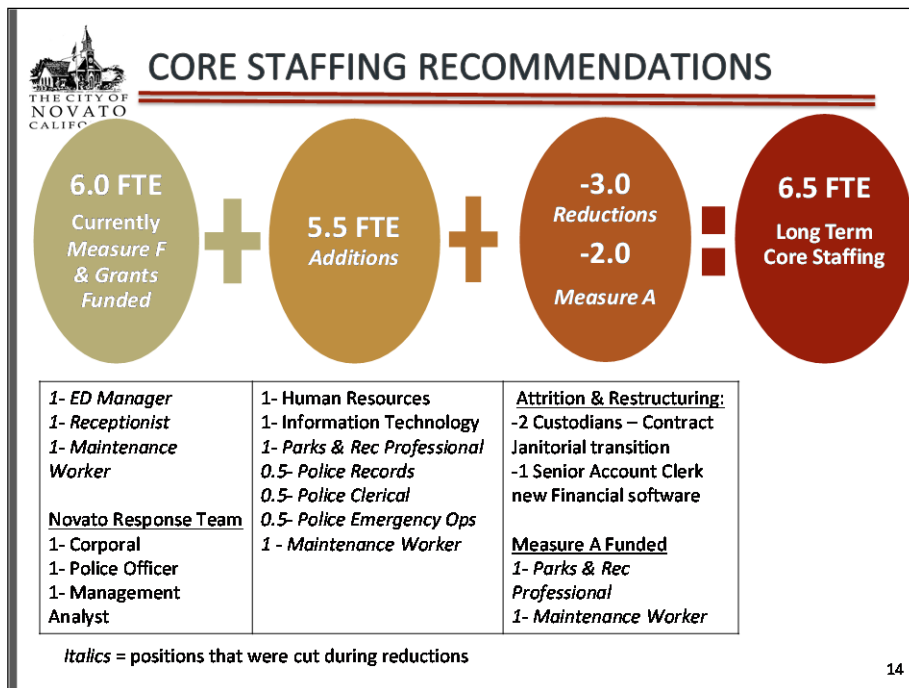 THE CITY OF
NOVATO
CORE STAFFING RECOMMENDATIONS
6.0 FTE
Currently
Measure F
& Grants
Funded
+
5.5 FTE
Additions
+
-3.0
Reductions
-2.0
Measure A
=
6.5 FTE
Long Term
Core Staffing
1- ED Manager
1- Receptionist
1- Maintenance
Worker
Novato Response Team
1- Corporal
1- Police Officer
1- Management
Analyst
1- Human Resources
1- Information Technology
1- Parks & Rec Professional
0.5- Police Records
0.5- Police Clerical
0.5- Police Emergency Ops
1 - Maintenance Worker
Attrition & Restructuring:
-2 Custodians – Contract
Janitorial transition
-1 Senior Account Clerk
new Financial software
Measure A Funded
1- Parks & Rec
Professional
1- Maintenance Worker
Italics = positions that were cut during reductions
14